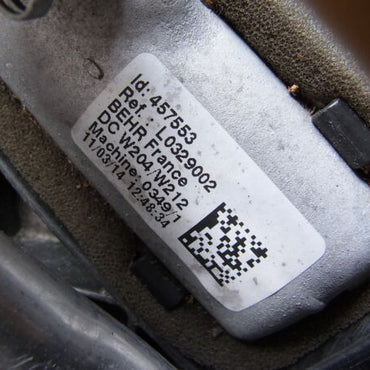 Id: 457553
Ref.: L0329002
BEHR France
DC W204/W212
Machine: 0349/1
11/03/14 12:48:34